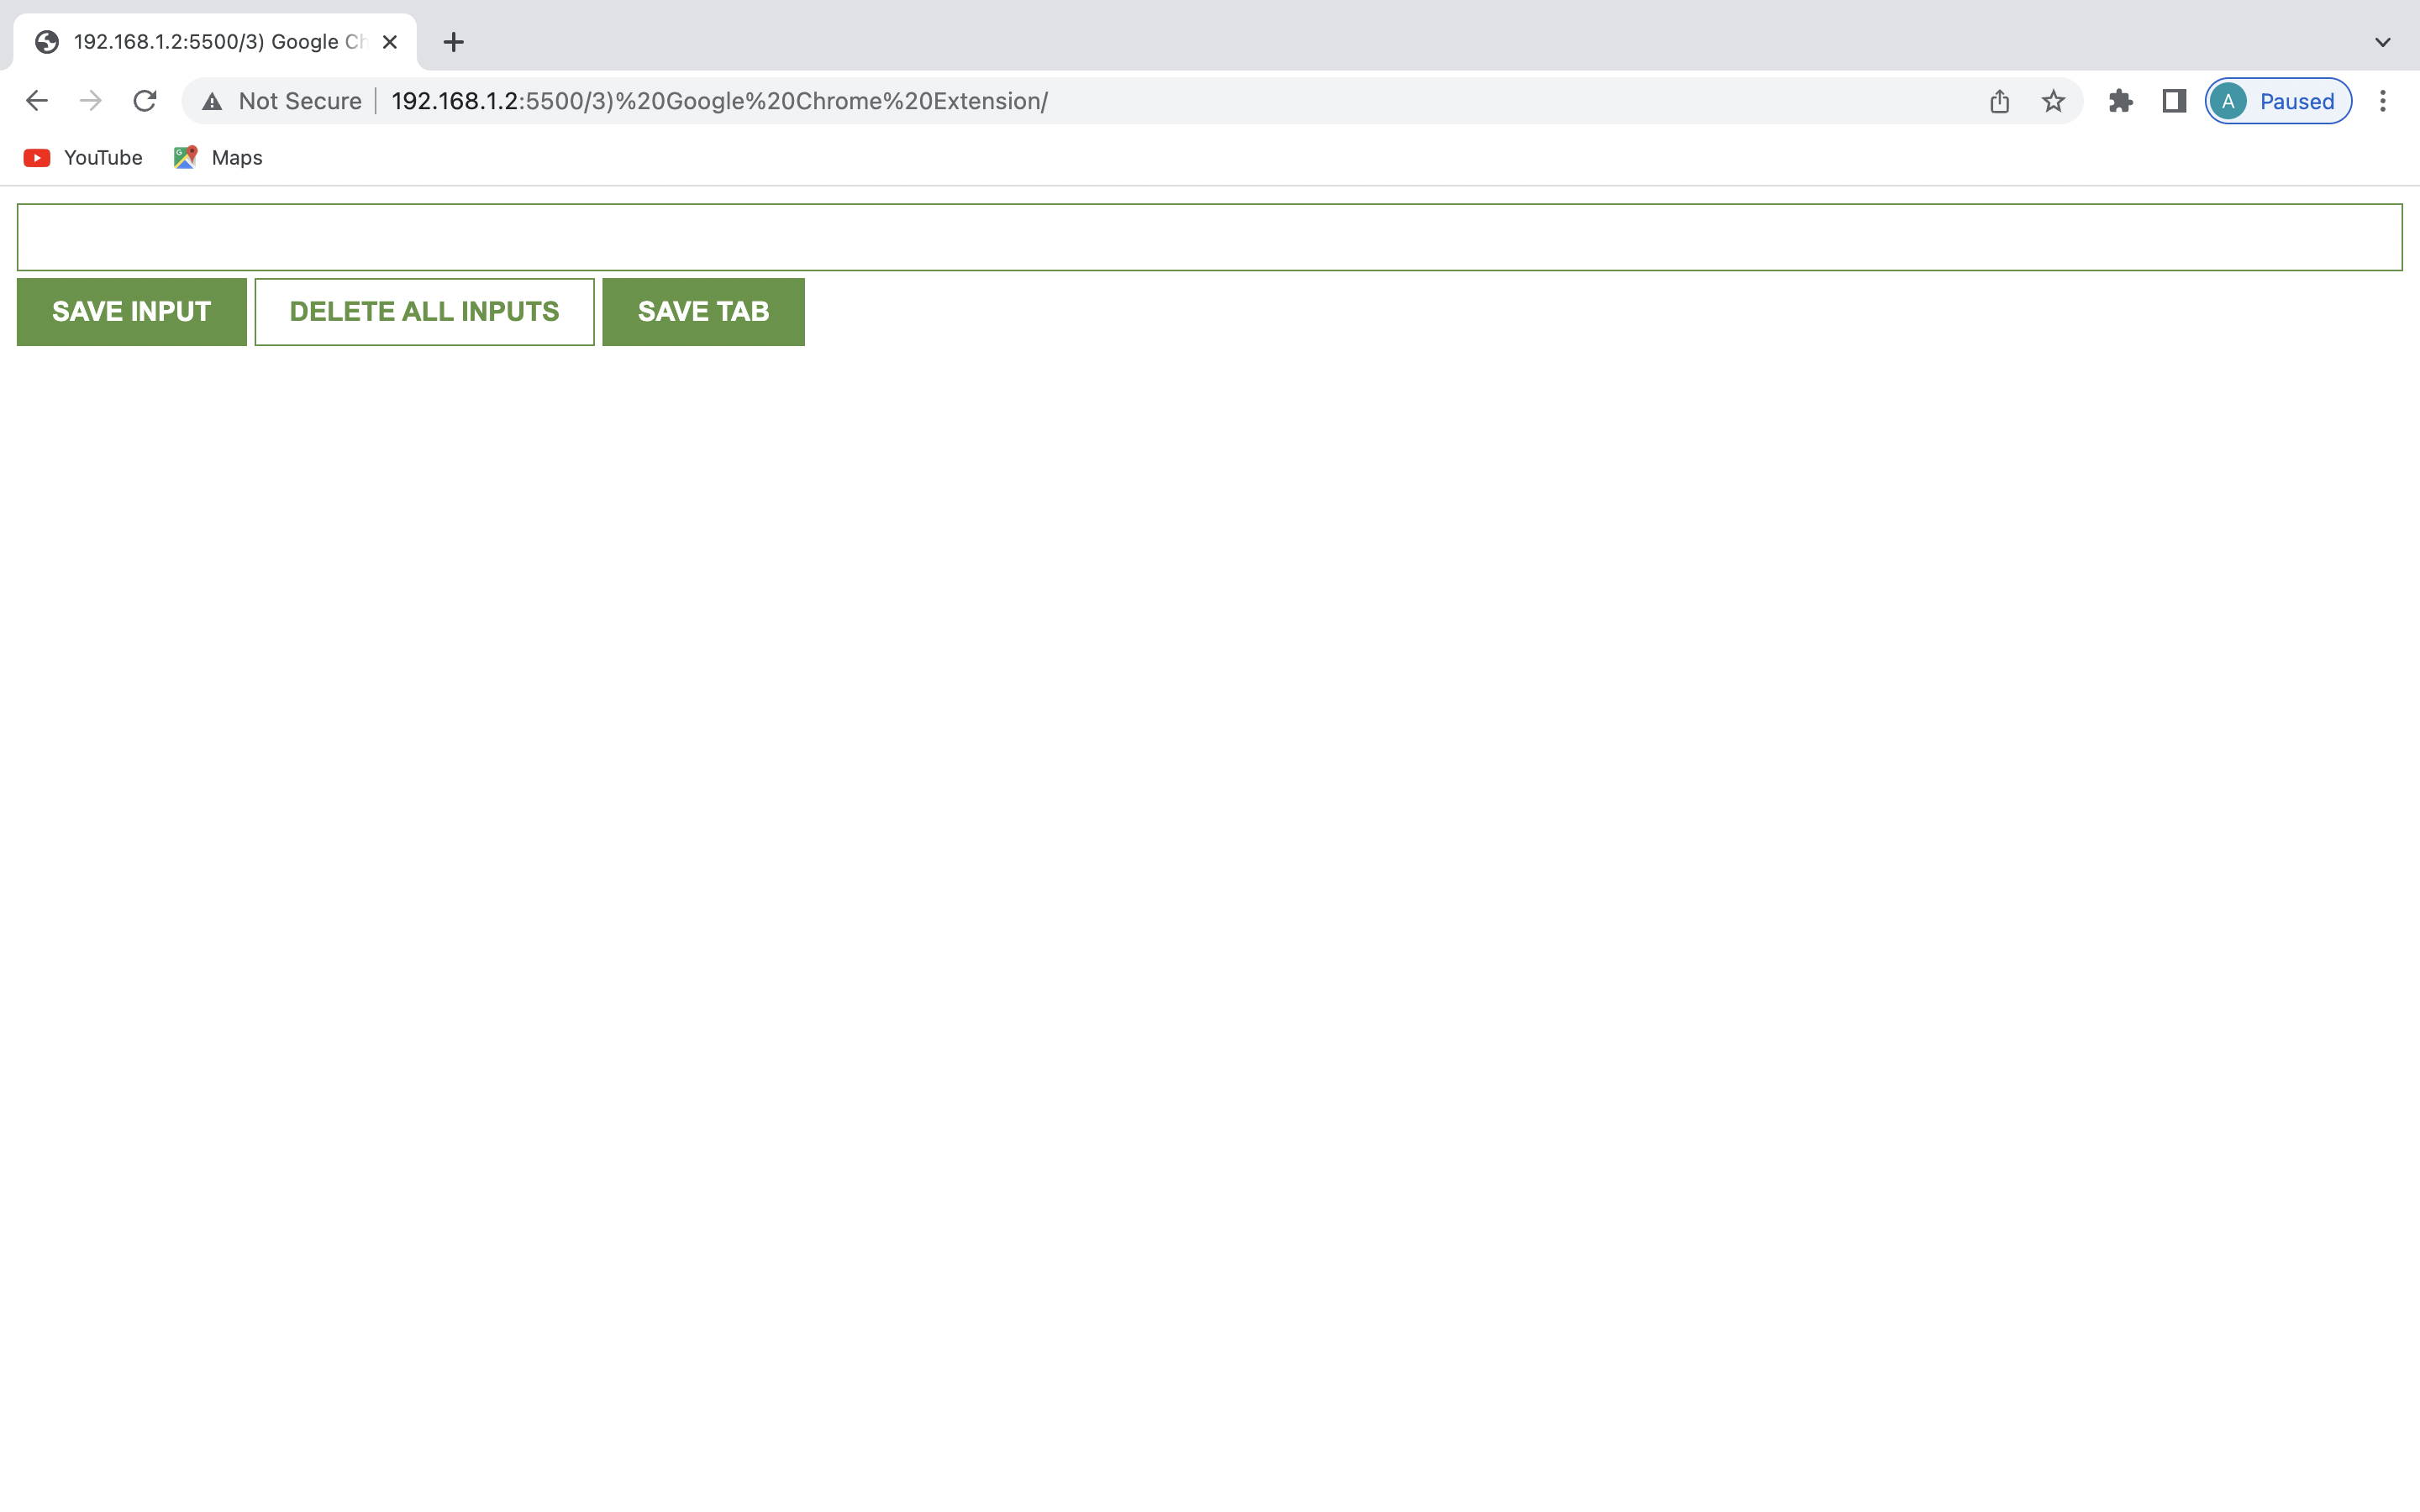 192.168.1.2:5500/3) Google Ch
Not Secure 192.168.1.2:5500/3)%20Google%20Chrome%20Extension/ A Paused
YouTube Maps
SAVE INPUT DELETE ALL INPUTS SAVE TAB